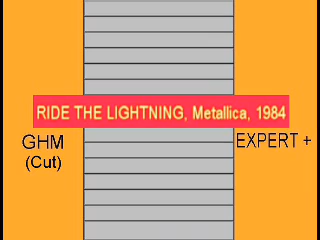 RIDE THE LIGHTNING, Metallica, 1984
GHM
(Cut)
EXPERT +